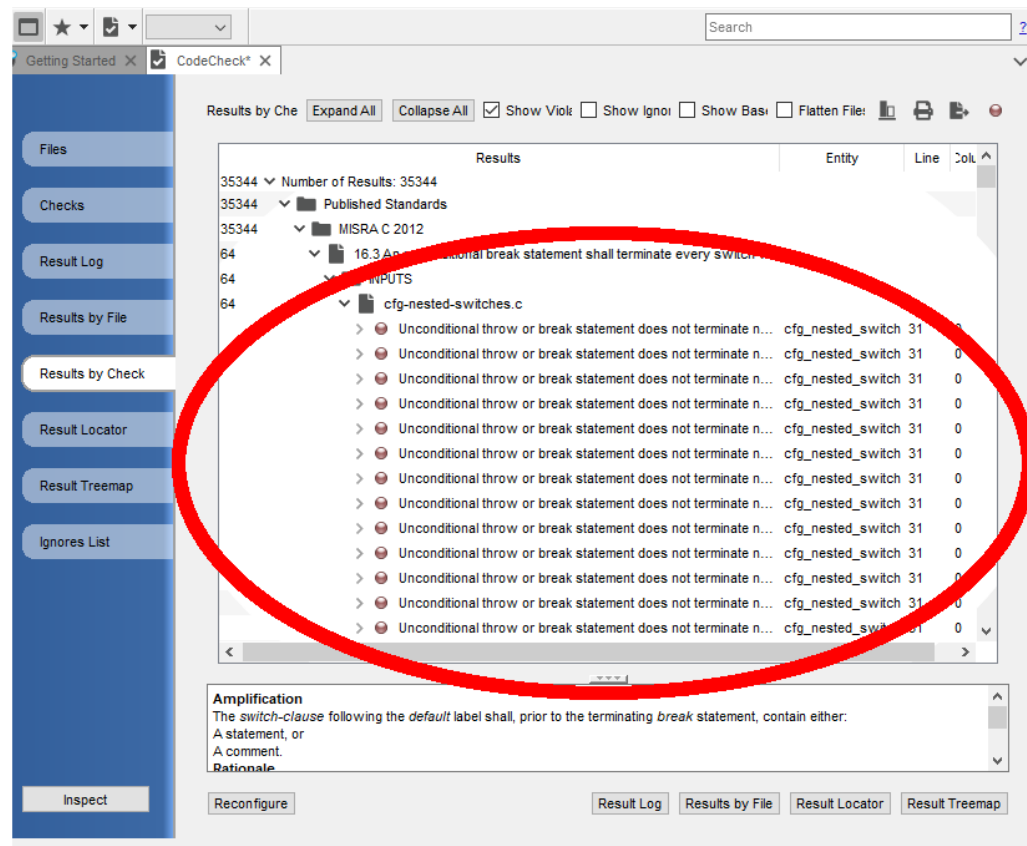 Search
?
Getting Started
CodeCheck*
Results by Che Expand All Collapse All Show Viola Show Ignor Show Base Flatten Files
Files
Checks
Result Log
Results by File
Results by Check
Result Locator
Result Treemap
Ignores List
Inspect
Results Entity Line Colu
35344 Number of Results: 35344
35344 Published Standards
35344 MISRA C 2012
64 16.3 An break statement shall terminate every switch
64 INPUTS
64 cfg-nested-switches.c
Unconditional throw or break statement does not terminate n... cfg_nested_switch 31 0
Unconditional throw or break statement does not terminate n... cfg_nested_switch 31 0
Unconditional throw or break statement does not terminate n... cfg_nested_switch 31 0
Unconditional throw or break statement does not terminate n... cfg_nested_switch 31 0
Unconditional throw or break statement does not terminate n... cfg_nested_switch 31 0
Unconditional throw or break statement does not terminate n... cfg_nested_switch 31 0
Unconditional throw or break statement does not terminate n... cfg_nested_switch 31 0
Unconditional throw or break statement does not terminate n... cfg_nested_switch 31 0
Unconditional throw or break statement does not terminate n... cfg_nested_switch 31 0
Unconditional throw or break statement does not terminate n... cfg_nested_switch 31 0
Unconditional throw or break statement does not terminate n... cfg_nested_switch 31 0
Unconditional throw or break statement does not terminate n... cfg_nested_switch 31 0
Unconditional throw or break statement does not terminate n... cfg_nested_switch 31 0
Amplification
The switch-clause following the default label shall, prior to the terminating break statement, contain either:
A statement, or
A comment.
Rationale
Reconfigure Result Log Results by File Result Locator Result Treemap